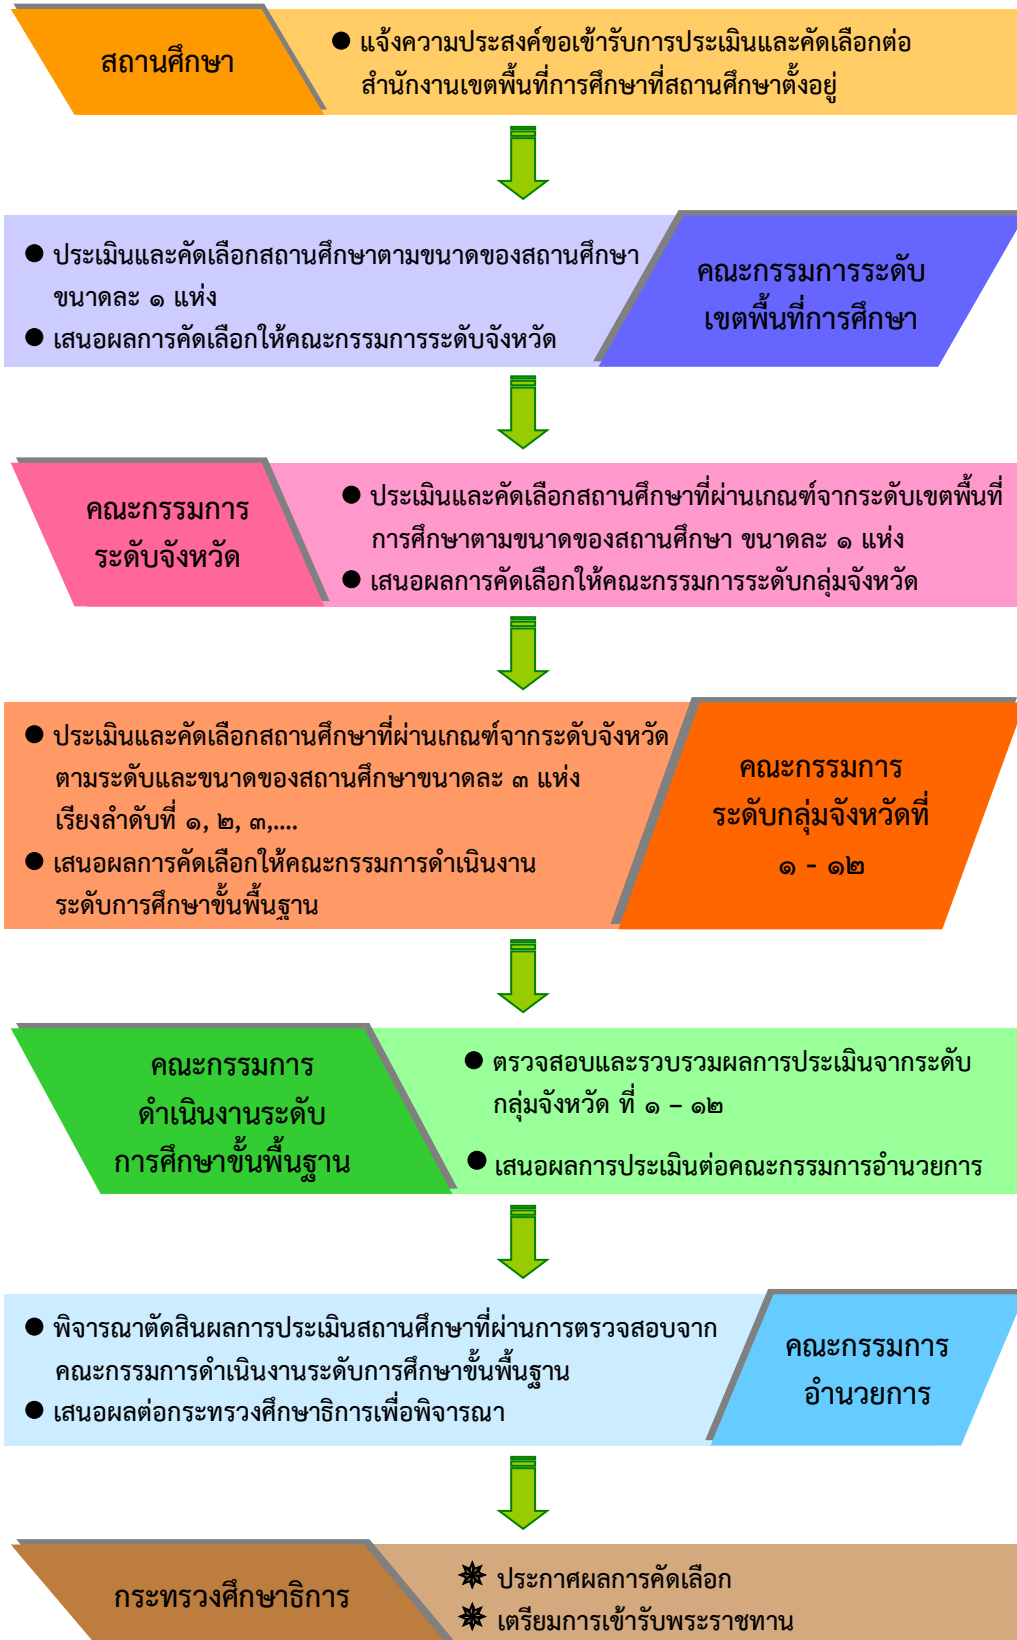 สถานศึกษา
● แจ้งความประสงค์ขอเข้ารับการประเมินและคัดเลือกต่อ
สำนักงานเขตพื้นที่การศึกษาที่สถานศึกษาตั้งอยู่
● ประเมินและคัดเลือกสถานศึกษาตามขนาดของสถานศึกษา
ขนาดละ ๑ แห่ง
● เสนอผลการคัดเลือกให้คณะกรรมการระดับจังหวัด
คณะกรรมการระดับ
เขตพื้นที่การศึกษา
คณะกรรมการ
ระดับจังหวัด
● ประเมินและคัดเลือกสถานศึกษาที่ผ่านเกณฑ์จากระดับเขตพื้นที่
การศึกษาตามขนาดของสถานศึกษา ขนาดละ ๑ แห่ง
● เสนอผลการคัดเลือกให้คณะกรรมการระดับกลุ่มจังหวัด
● ประเมินและคัดเลือกสถานศึกษาที่ผ่านเกณฑ์จากระดับจังหวัด
ตามระดับและขนาดของสถานศึกษาขนาดละ ๓ แห่ง
เรียงลำดับที่ ๑, ๒, ๓,....
● เสนอผลการคัดเลือกให้คณะกรรมการดำเนินงาน
ระดับการศึกษาขั้นพื้นฐาน
คณะกรรมการ
ระดับกลุ่มจังหวัดที่
๑ - ๑๒
คณะกรรมการ
ดำเนินงานระดับ
การศึกษาขั้นพื้นฐาน
● ตรวจสอบและรวบรวมผลการประเมินจากระดับ
กลุ่มจังหวัด ที่ ๑ – ๑๒
● เสนอผลการประเมินต่อคณะกรรมการอำนวยการ
● พิจารณาตัดสินผลการประเมินสถานศึกษาที่ผ่านการตรวจสอบจาก
คณะกรรมการดำเนินงานระดับการศึกษาขั้นพื้นฐาน
● เสนอผลต่อกระทรวงศึกษาธิการเพื่อพิจารณา
คณะกรรมการ
อำนวยการ
กระทรวงศึกษาธิการ
✵ ประกาศผลการคัดเลือก
✵ เตรียมการเข้ารับพระราชทาน